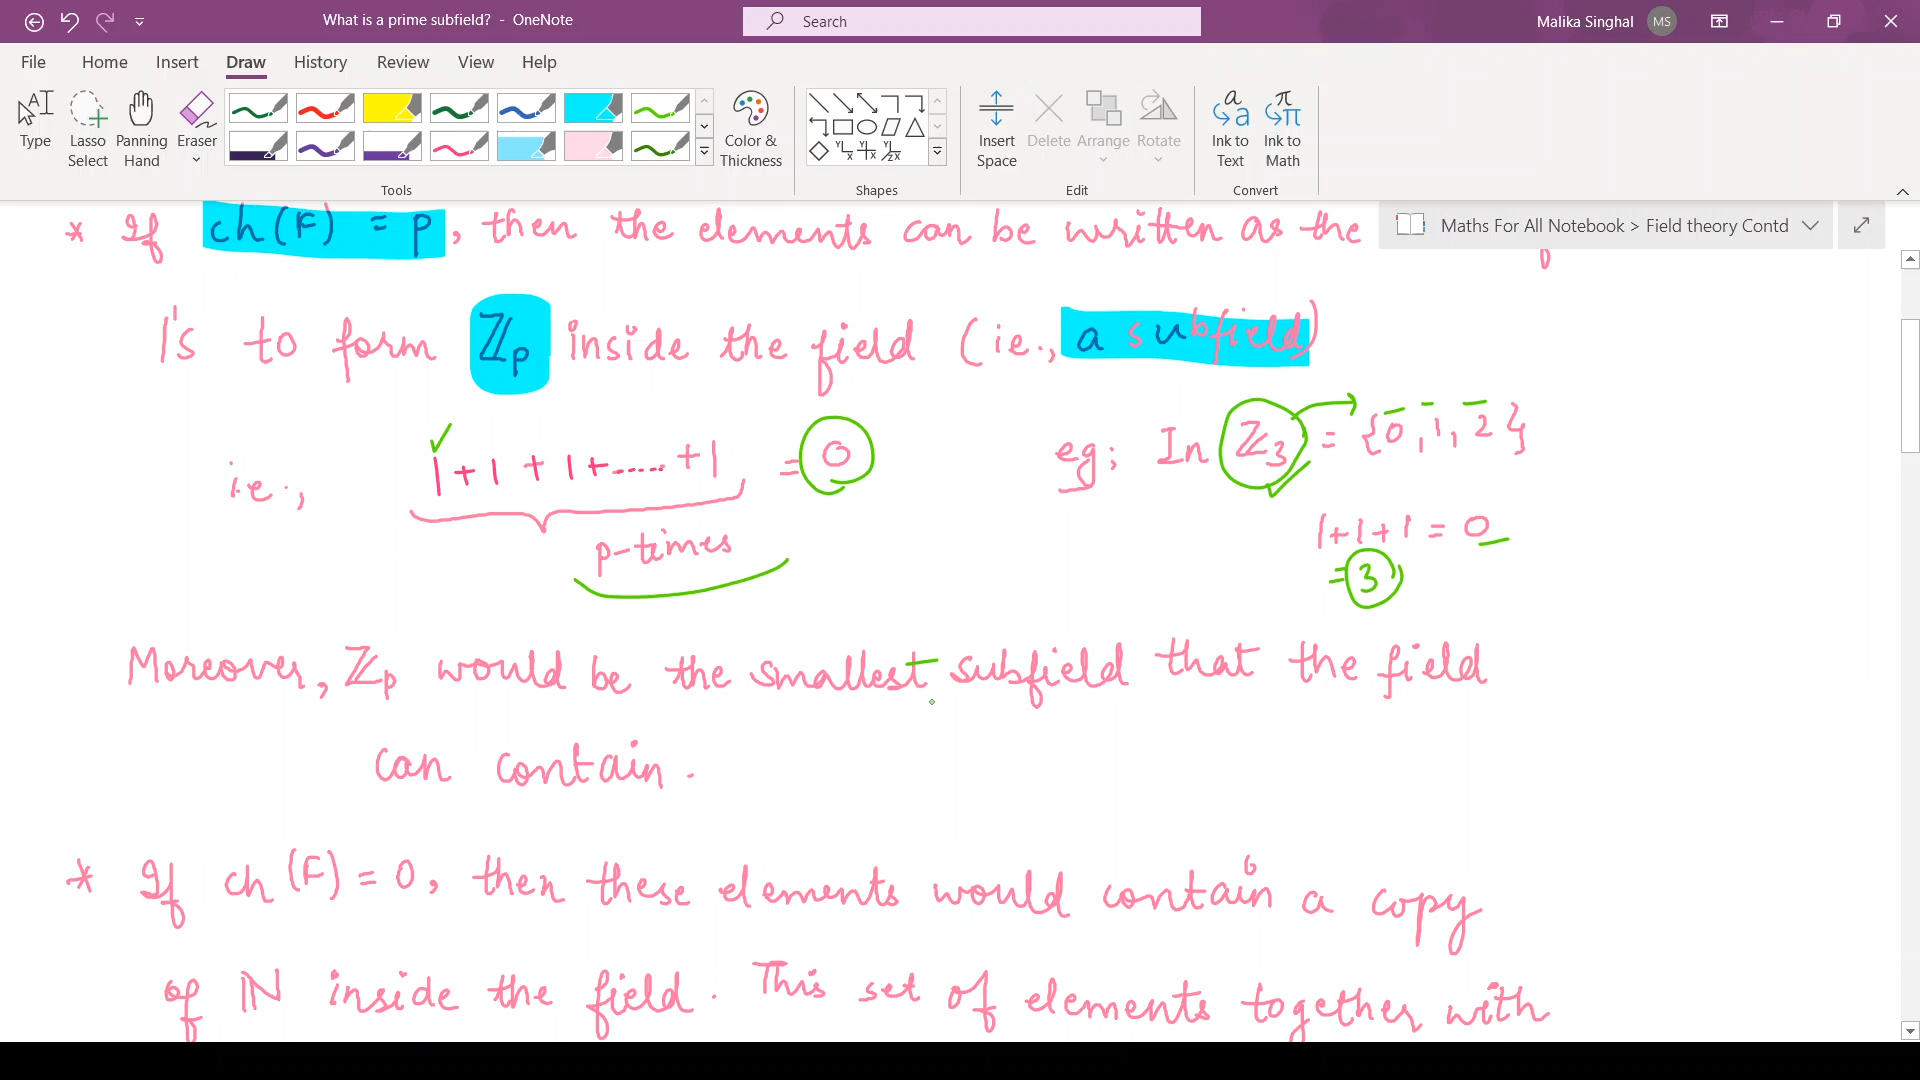 What is a prime subfield? - OneNote
Search
Malika Singhal MS
File Home Insert Draw History Review View Help
Type
Lasso Select
Panning Hand
Eraser
Color & Thickness
Insert Space
Delete
Arrange
Rotate
Ink to Text
Ink to Math
Tools Shapes Edit Convert
Maths For All Notebook > Field theory Contd
* If ch(F) = p, then the elements can be written as the
1's to form ℤp inside the field (i.e., a subfield)
i.e., 1+1+1+......+1 = 0
p-times
eg; In ℤ3 = {0̅, 1̅, 2̅}
1+1+1 = 0
= 3
Moreover, ℤp would be the smallest subfield that the field
can contain.
* If ch(F) = 0, then these elements would contain a copy
of ℕ inside the field. This set of elements together with